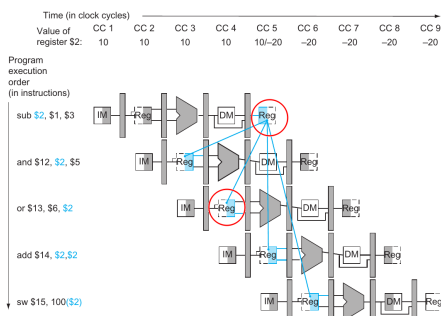 Time (in clock cycles)
Value of register $2:
CC 1 CC 2 CC 3 CC 4 CC 5 CC 6 CC 7 CC 8 CC 9
10 10 10 10 10/–20 –20 –20 –20 –20
Program
execution
order
(in instructions)
sub $2, $1, $3
IM Reg DM Reg
and $12, $2, $5
IM Reg DM Reg
or $13, $6, $2
IM Reg DM Reg
add $14, $2,$2
IM Reg DM Reg
sw $15, 100($2)
IM Reg DM Reg